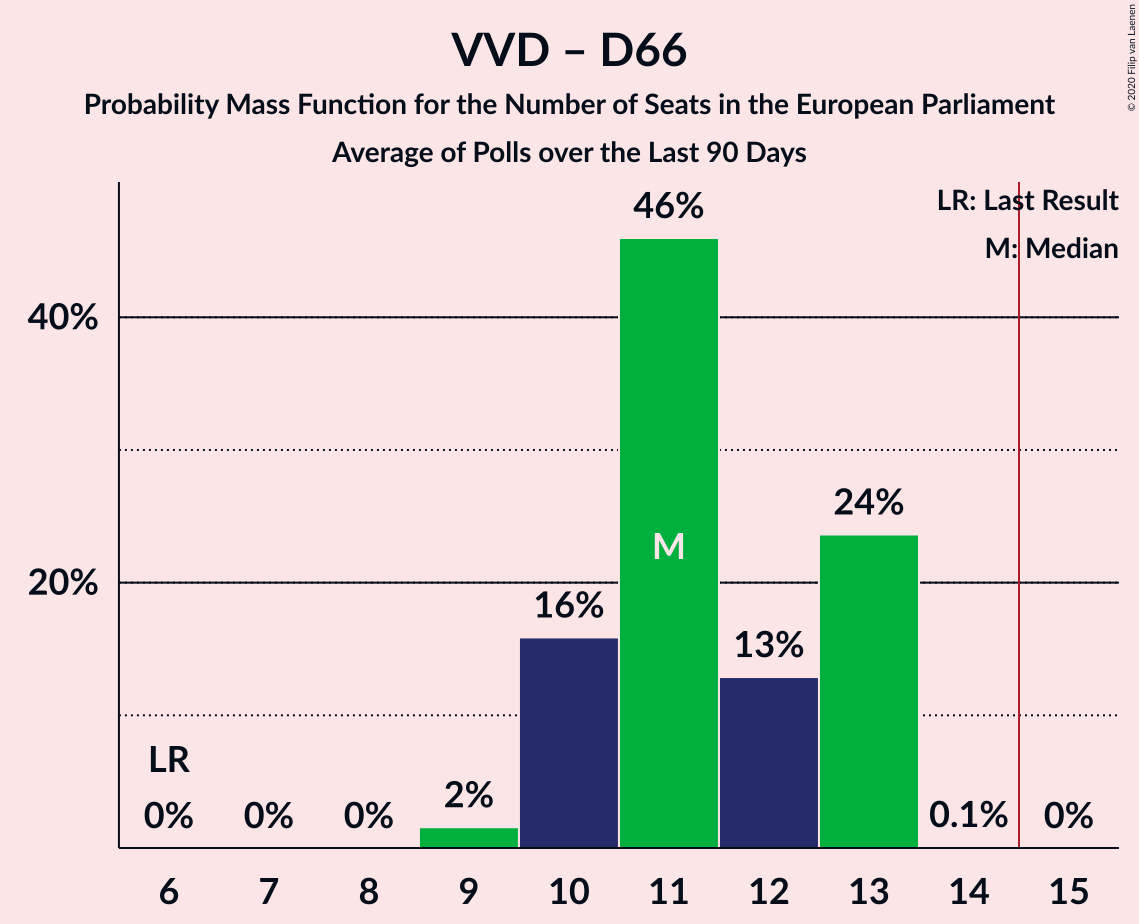 VVD – D66
Probability Mass Function for the Number of Seats in the European Parliament
Average of Polls over the Last 90 Days
© 2020 Filip van Laenen
LR: Last Result
M: Median
46%
40%
24%
M
20%
16%
13%
LR
2%
0% 0% 0% 0.1% 0%
6 7 8 9 10 11 12 13 14 15